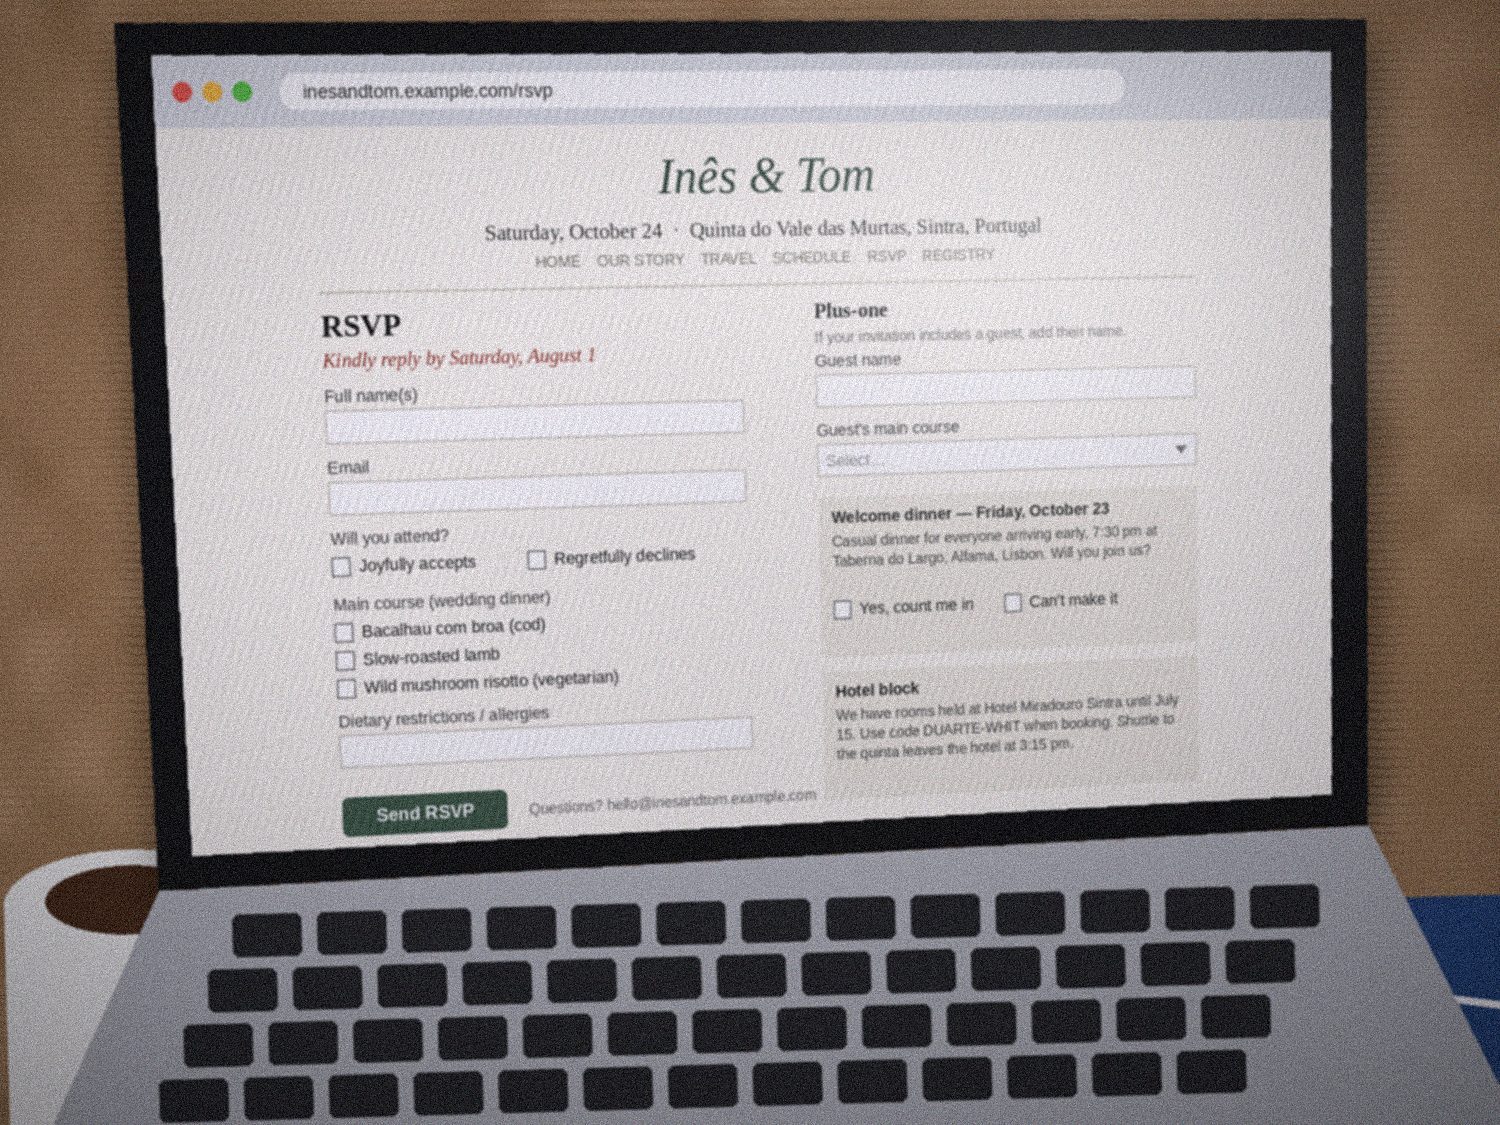 inesandtom.example.com/rsvp
Inês & Tom
Saturday, October 24 · Quinta do Vale das Murtas, Sintra, Portugal
HOME OUR STORY TRAVEL SCHEDULE RSVP REGISTRY
RSVP
Kindly reply by Saturday, August 1
Full name(s)
Email
Will you attend?
Joyfully accepts
Regretfully declines
Main course (wedding dinner)
Bacalhau com broa (cod)
Slow-roasted lamb
Wild mushroom risotto (vegetarian)
Dietary restrictions / allergies
Send RSVP
Questions? hello@inesandtom.example.com
Plus-one
If your invitation includes a guest, add their name.
Guest name
Guest's main course
Select...
Welcome dinner — Friday, October 23
Casual dinner for everyone arriving early, 7:30 pm at
Taberna do Largo, Alfama, Lisbon. Will you join us?
Yes, count me in
Can't make it
Hotel block
We have rooms held at Hotel Miradouro Sintra until July
15. Use code DUARTE-WHIT when booking. Shuttle to
the quinta leaves the hotel at 3:15 pm.